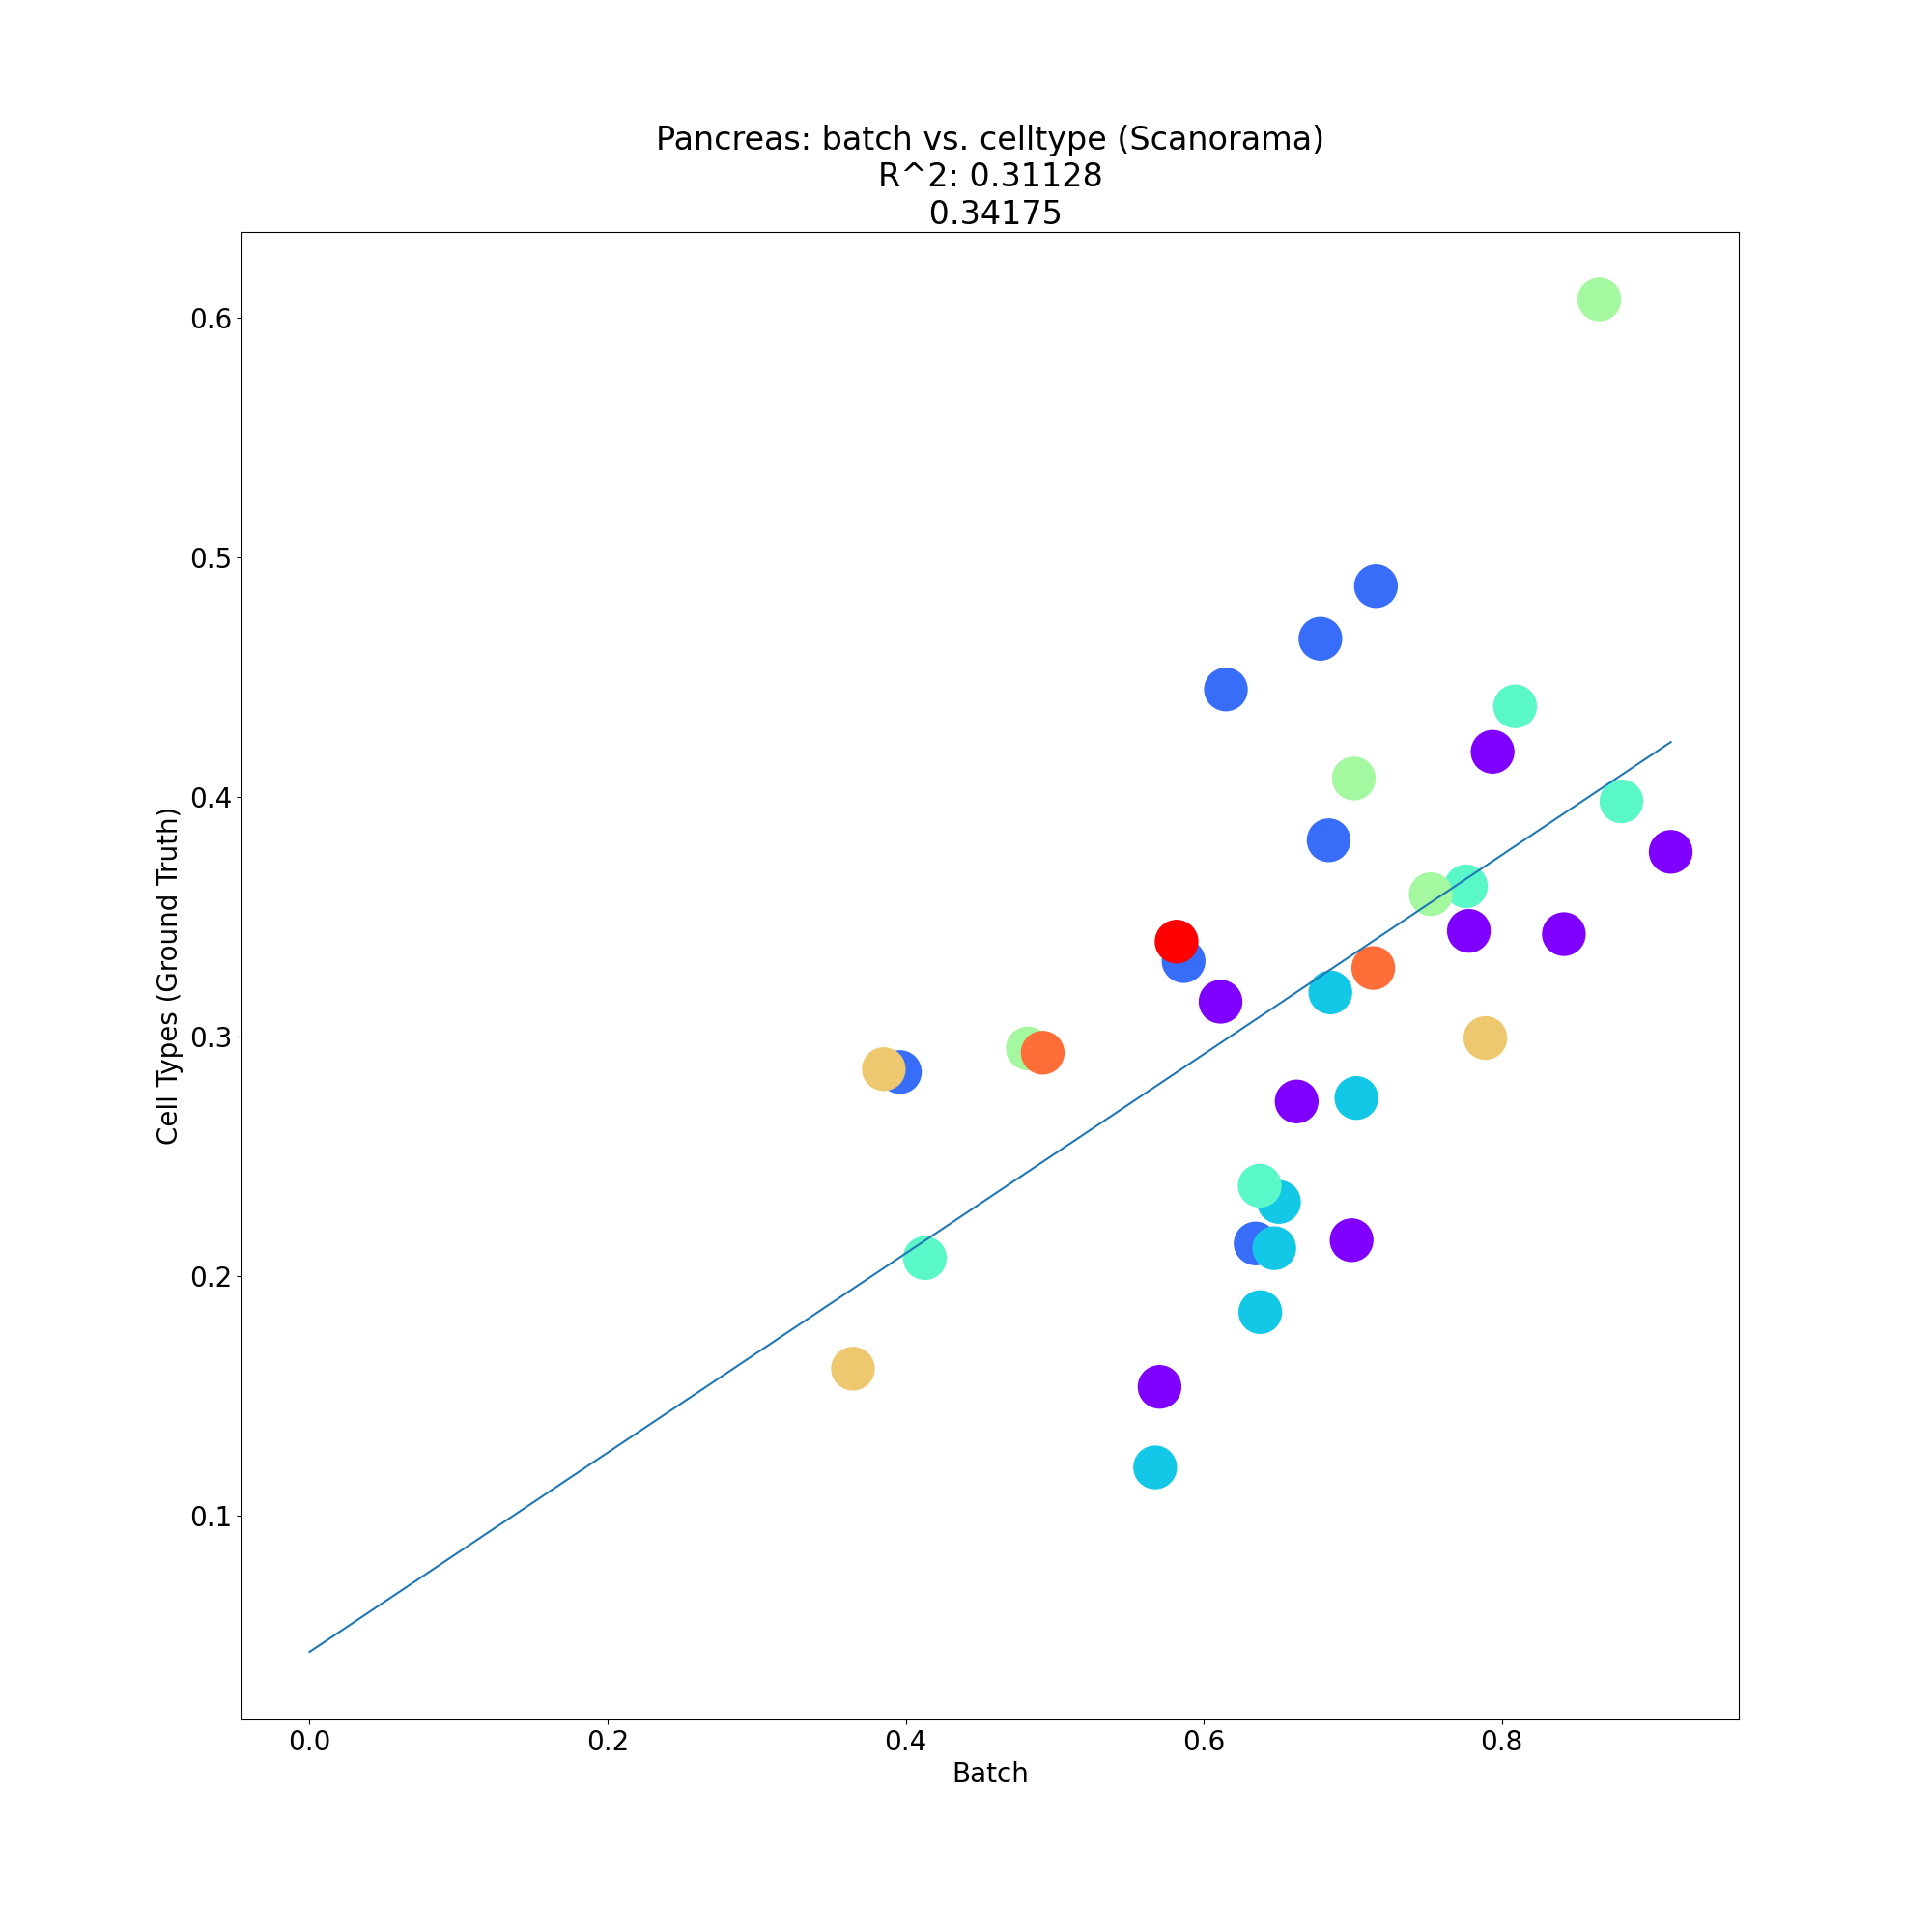 Pancreas: batch vs. celltype (Scanorama)
R^2: 0.31128
0.34175
Cell Types (Ground Truth)
0.6
0.5
0.4
0.3
0.2
0.1
0.0 0.2 0.4 0.6 0.8
Batch